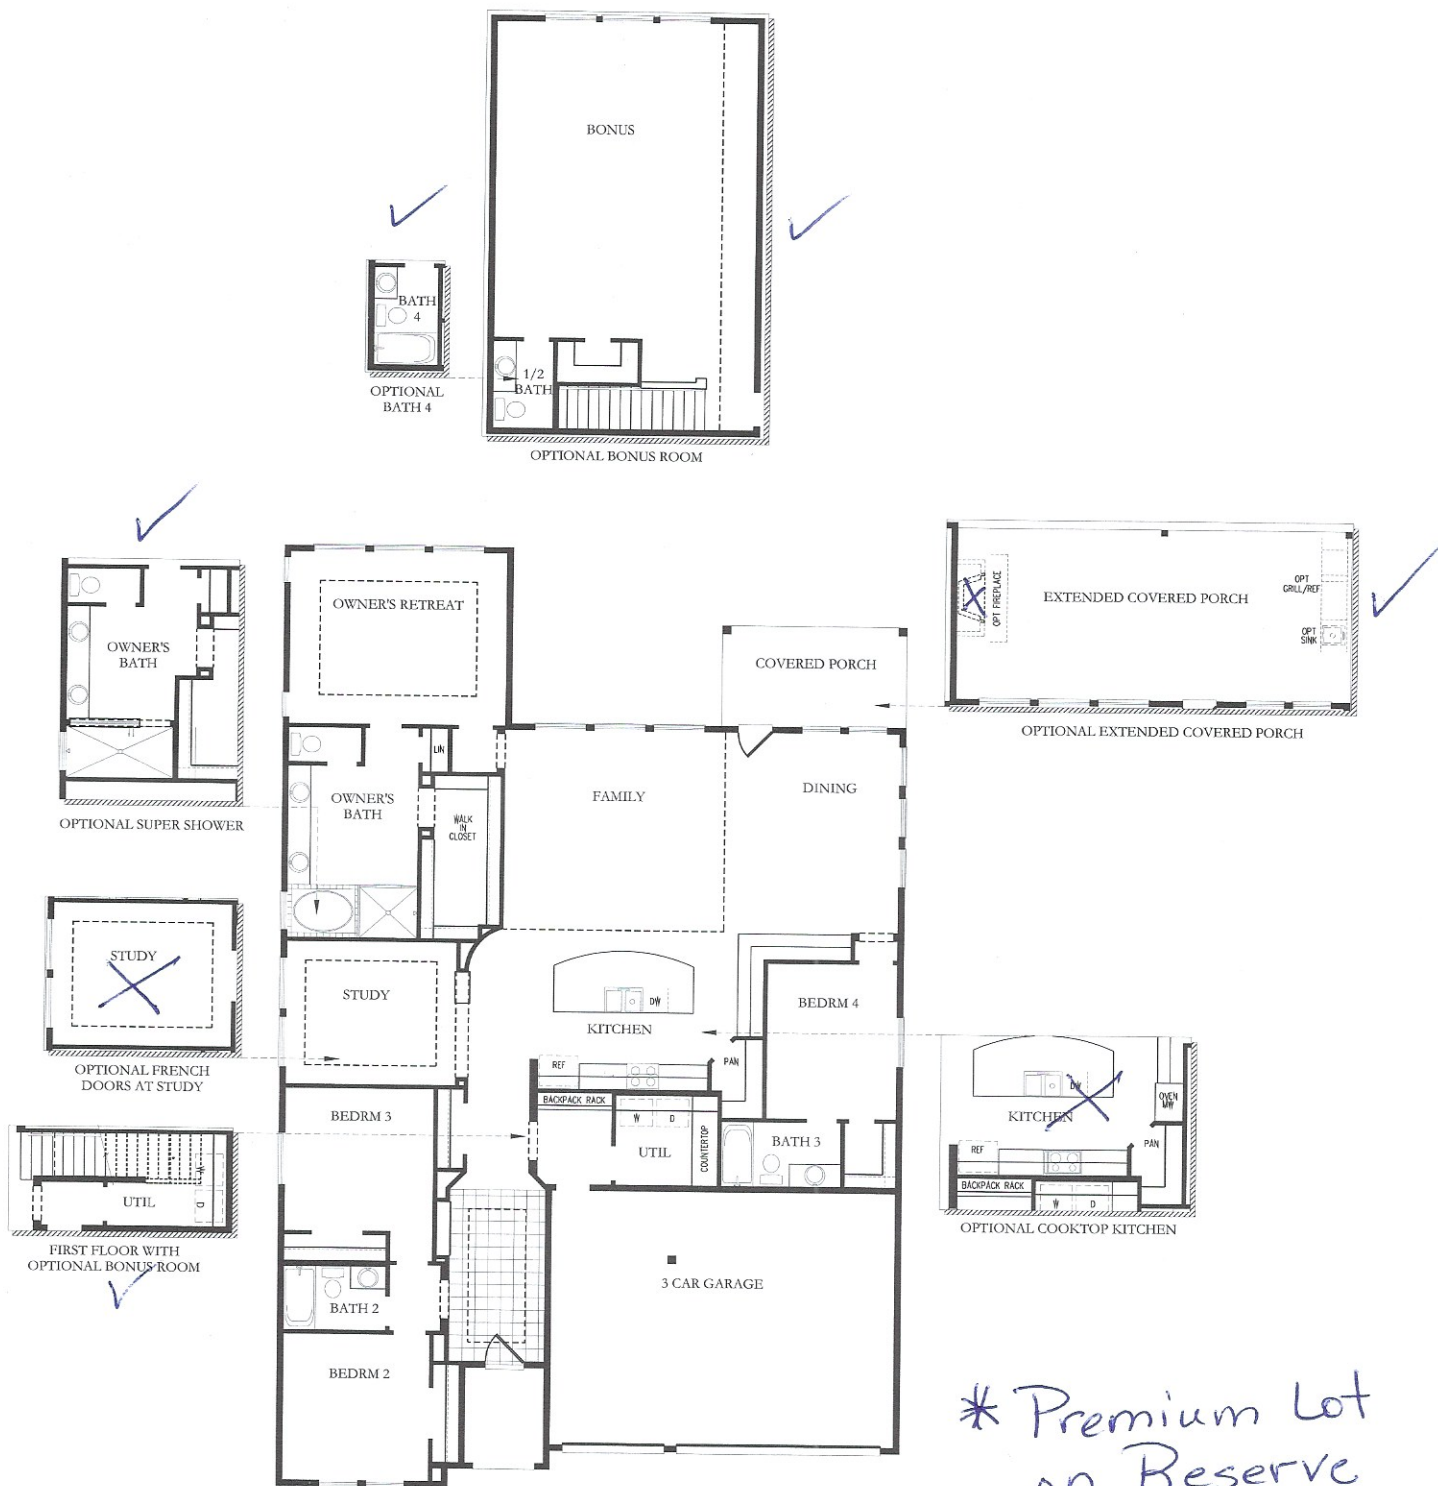 BONUS
BATH
4
1/2
BATH
OPTIONAL
BATH 4
OPTIONAL BONUS ROOM
OWNER'S
BATH
OPTIONAL SUPER SHOWER
OWNER'S RETREAT
COVERED PORCH
OPT FIREPLACE
EXTENDED COVERED PORCH
OPT
GRILL/REF
OPT
SINK
OPTIONAL EXTENDED COVERED PORCH
LIN
OWNER'S
BATH
WALK
IN
CLOSET
FAMILY
DINING
STUDY
OPTIONAL FRENCH
DOORS AT STUDY
STUDY
DW
KITCHEN
BEDRM 4
REF
PAN
DW
KITCHEN
OVEN
MW
PAN
REF
BACKPACK RACK
W D
OPTIONAL COOKTOP KITCHEN
BEDRM 3
BACKPACK RACK
W D
UTIL
COUNTERTOP
BATH 3
W
D
UTIL
FIRST FLOOR WITH
OPTIONAL BONUS ROOM
3 CAR GARAGE
BATH 2
BEDRM 2
* Premium Lot
on Reserve